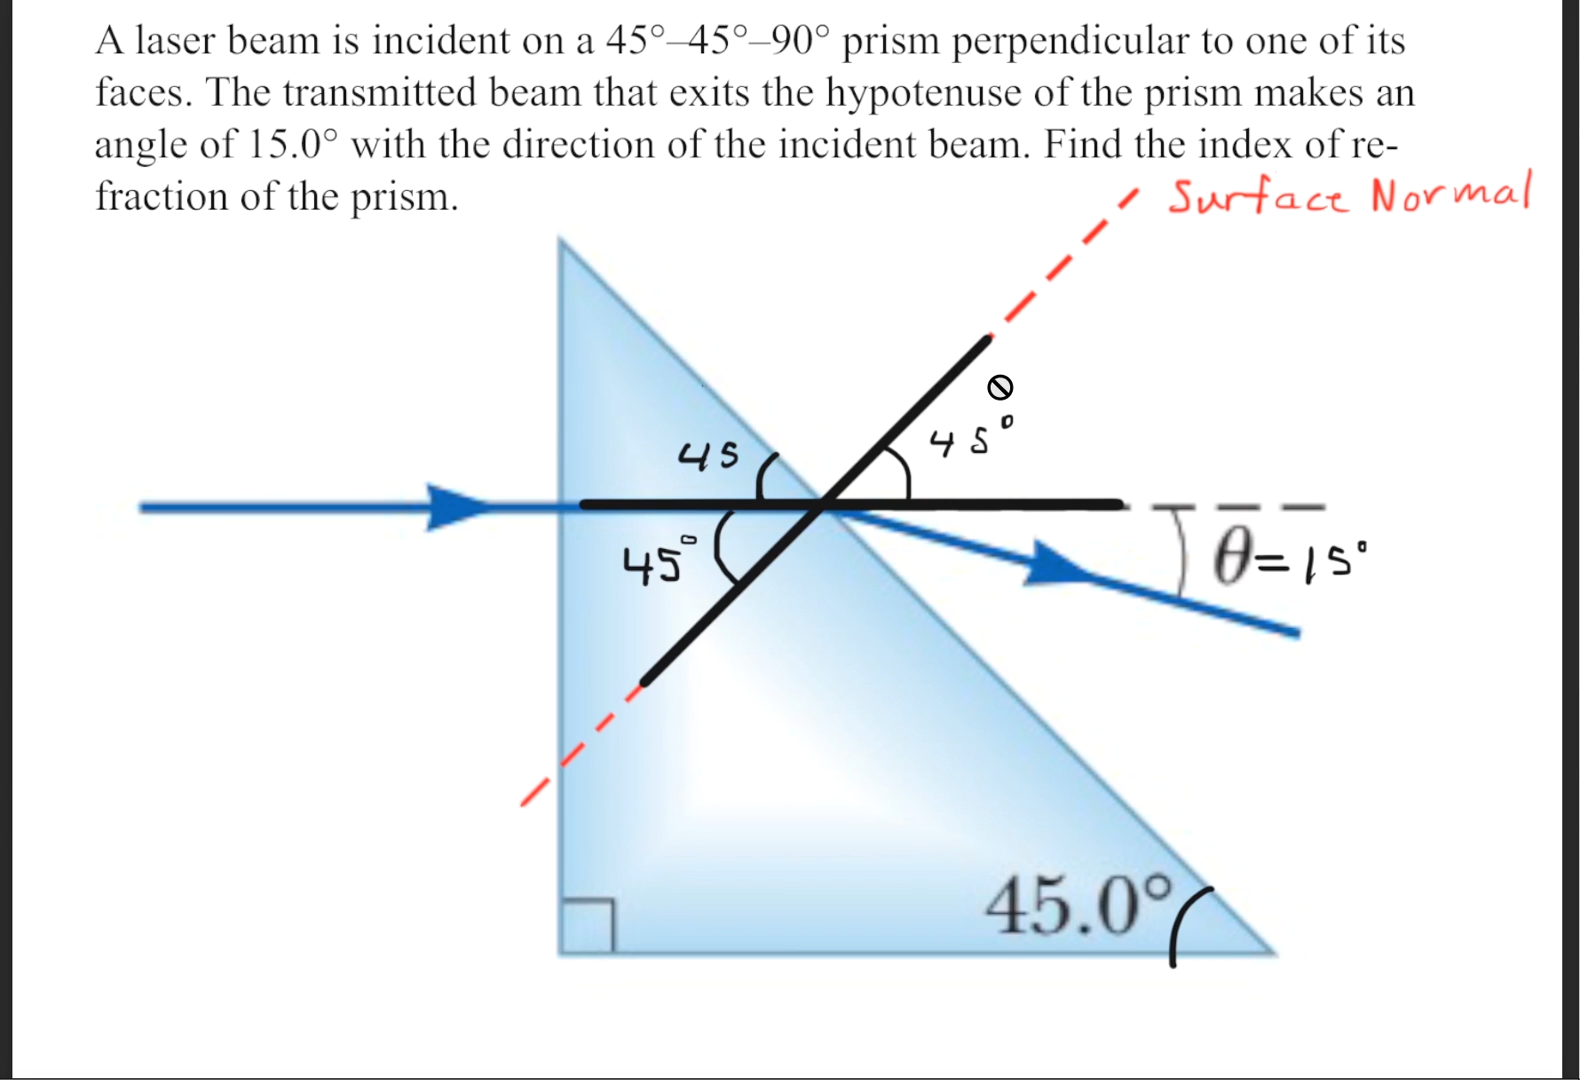 A laser beam is incident on a 45°–45°–90° prism perpendicular to one of its
faces. The transmitted beam that exits the hypotenuse of the prism makes an
angle of 15.0° with the direction of the incident beam. Find the index of re-
fraction of the prism.
Surface Normal
45
45°
45°
θ=15°
45.0°